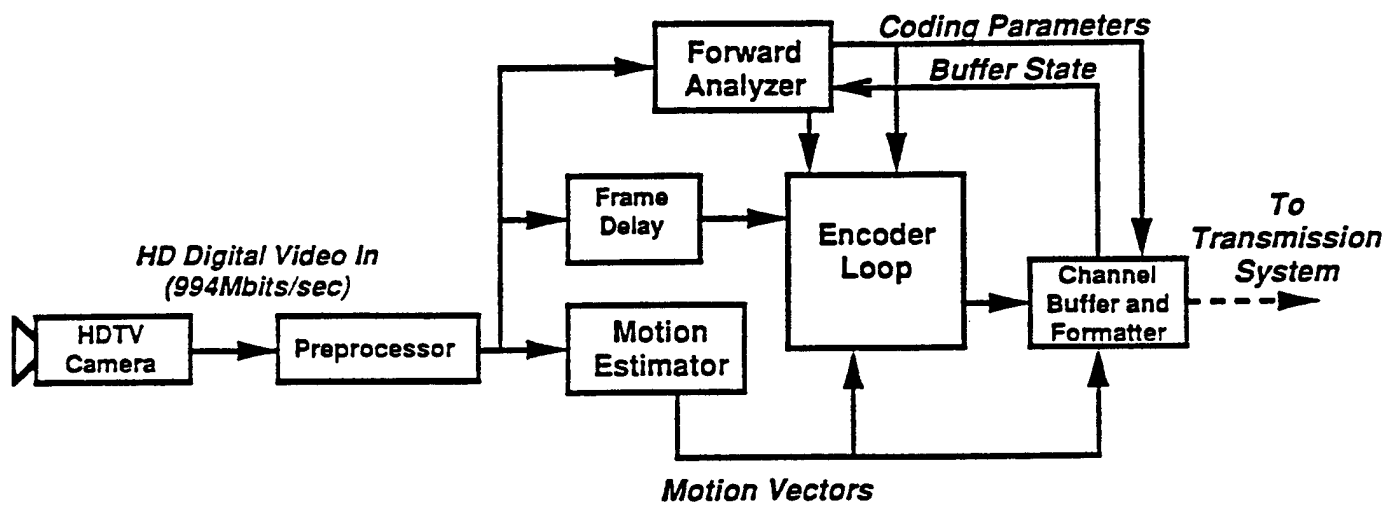 Coding Parameters
Forward
Analyzer
Buffer State
Frame
Delay
Encoder
Loop
To
Transmission
System
HD Digital Video In
(994Mbits/sec)
Channel
Buffer and
Formatter
HDTV
Camera
Preprocessor
Motion
Estimator
Motion Vectors